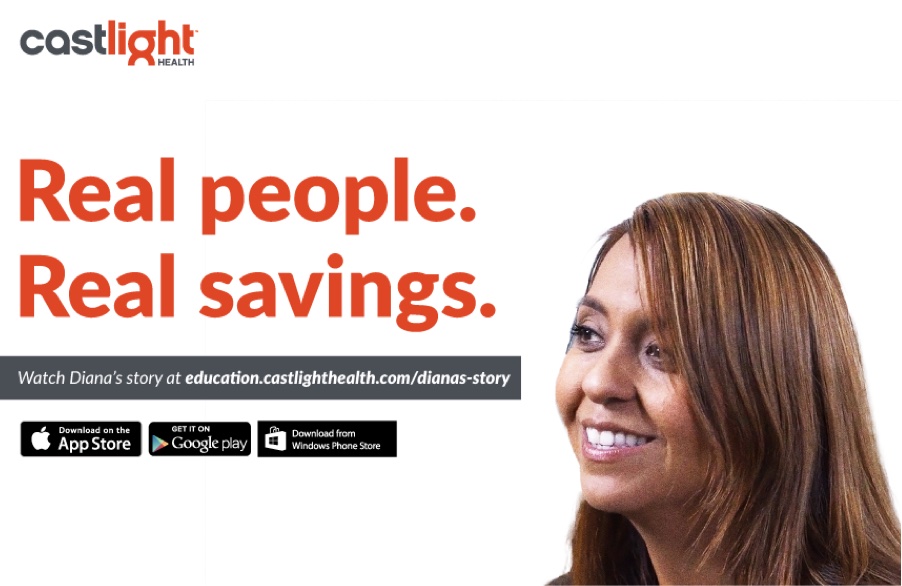 castlight
HEALTH
Real people.
Real savings.
Watch Diana's story at education.castlighthealth.com/dianas-story
Download on the
App Store
GET IT ON
Google play
Download from
Windows Phone Store